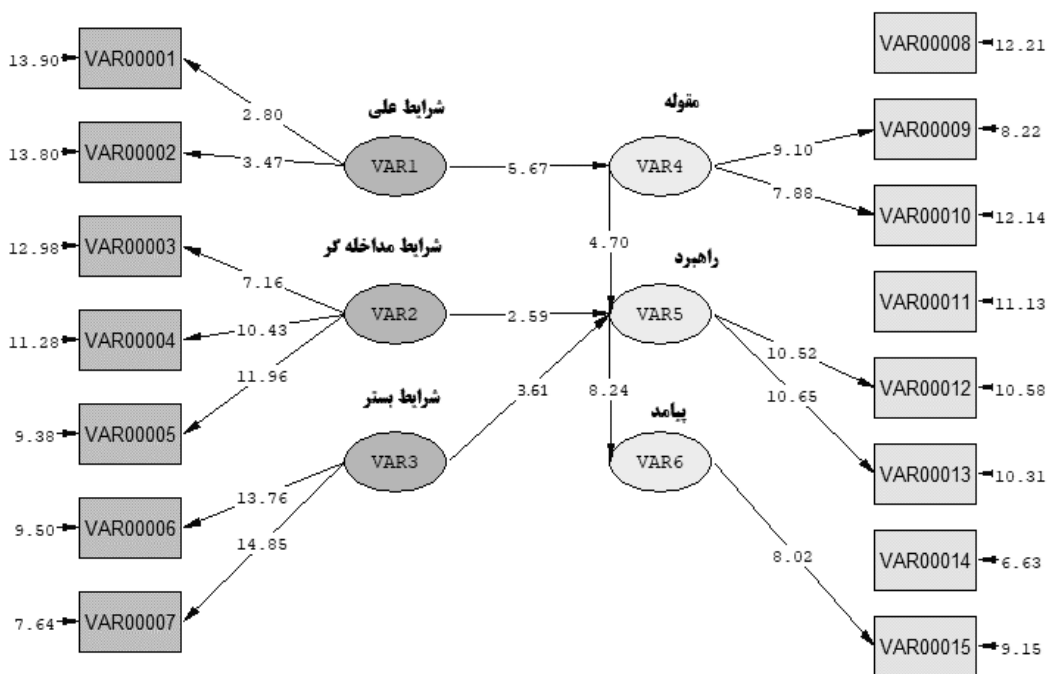 13.90
VAR00001
2.80
13.80
VAR00002
3.47
12.98
VAR00003
7.16
11.28
VAR00004
10.43
9.38
VAR00005
11.96
9.50
VAR00006
13.76
7.64
VAR00007
14.85
شرایط علی
VAR1
5.67
شرایط مداخله گر
VAR2
2.59
شرایط بستر
VAR3
3.61
مقوله
VAR4
4.70
راهبرد
VAR5
8.24
پیامد
VAR6
VAR00008
12.21
9.10
VAR00009
8.22
7.88
VAR00010
12.14
VAR00011
11.13
10.52
VAR00012
10.58
10.65
VAR00013
10.31
VAR00014
6.63
8.02
VAR00015
9.15